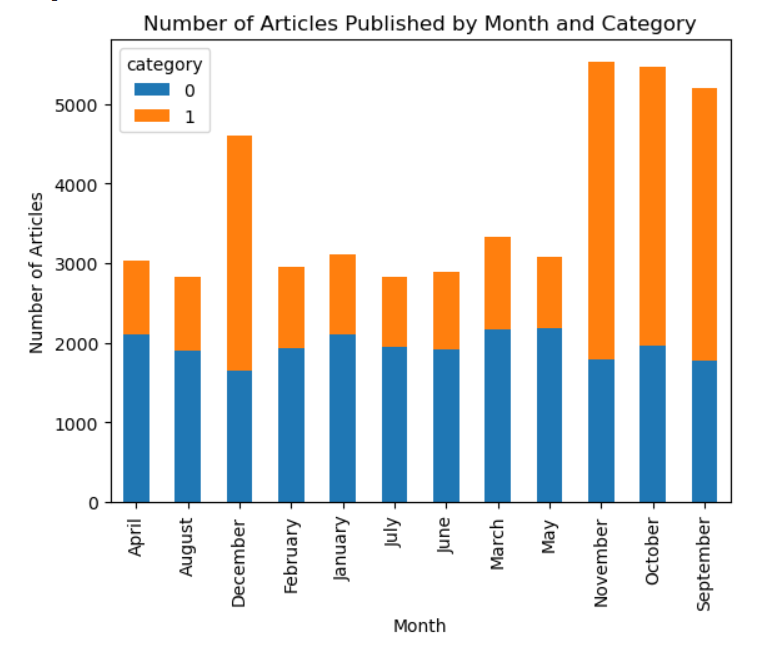 Number of Articles Published by Month and Category
category
0
1
5000
4000
3000
2000
1000
0
Number of Articles
April
August
December
February
January
July
June
March
May
November
October
September
Month